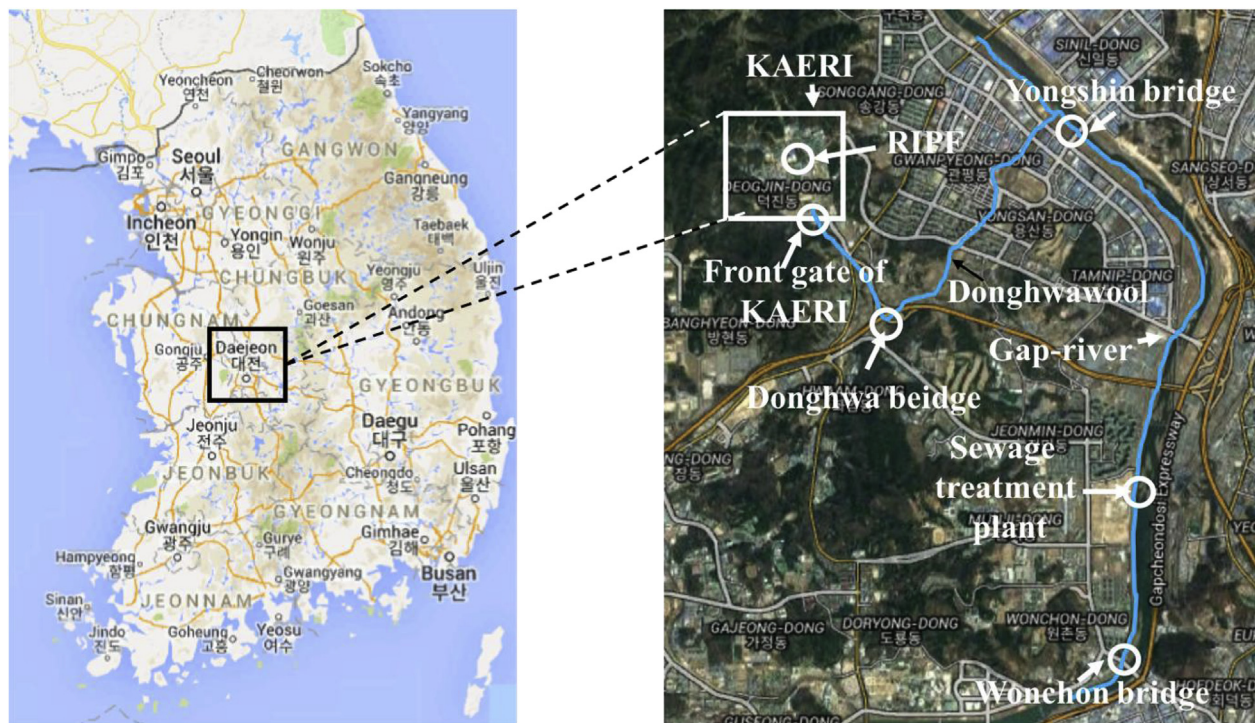 Sokcho
속초
Cheorwon
철원
Yeoncheon
연천
Yangyang
양양
GANGWON
Gimpo
김포
Seoul
서울
Gangneung
강릉
Incheon
인천
GYEONGGI
Yongin
용인
Wonju
원주
Taebaek
태백
CHUNGBUK
Yeongju
영주
Uljin
울진
Goesan
괴산
Andong
안동
CHUNGNAM
Gongju
공주
Daejeon
대전
GYEONGBUK
Jeonju
전주
Daegu
대구
Pohang
포항
JEONBUK
Cheongdo
청도
Ulsan
울산
GYEONGNAM
Gwangju
광주
Gurye
구례
Gimhae
김해
Hampyeong
함평
Gwangyang
광양
Busan
부산
JEONNAM
Sinan
신안
Jindo
진도
Goheung
고흥
Yeosu
여수
SINIL-DONG
신일동
KAERI
SONGGANG-DONG
송강동
Yongshin bridge
RIPF
GWANPYEONG-DONG
관평동
SANGSEO-D
상서동
DEOGJIN-DONG
덕진동
YONGSAN-DONG
용산동
Front gate of
KAERI
TAMNIP-DONG
Donghwawool
BANGHYEON-DONG
방현동
Gap-river
Donghwa beidge
JEONMIN-DONG
Sewage
treatment
plant
Gapcheondosi Expressway
WONCHON-DONG
원촌동
GAJEONG-DONG
가정동
DORYONG-DONG
도룡동
Wonchon bridge
HOEDEOK-D
회덕동
GUSEONG-DONG